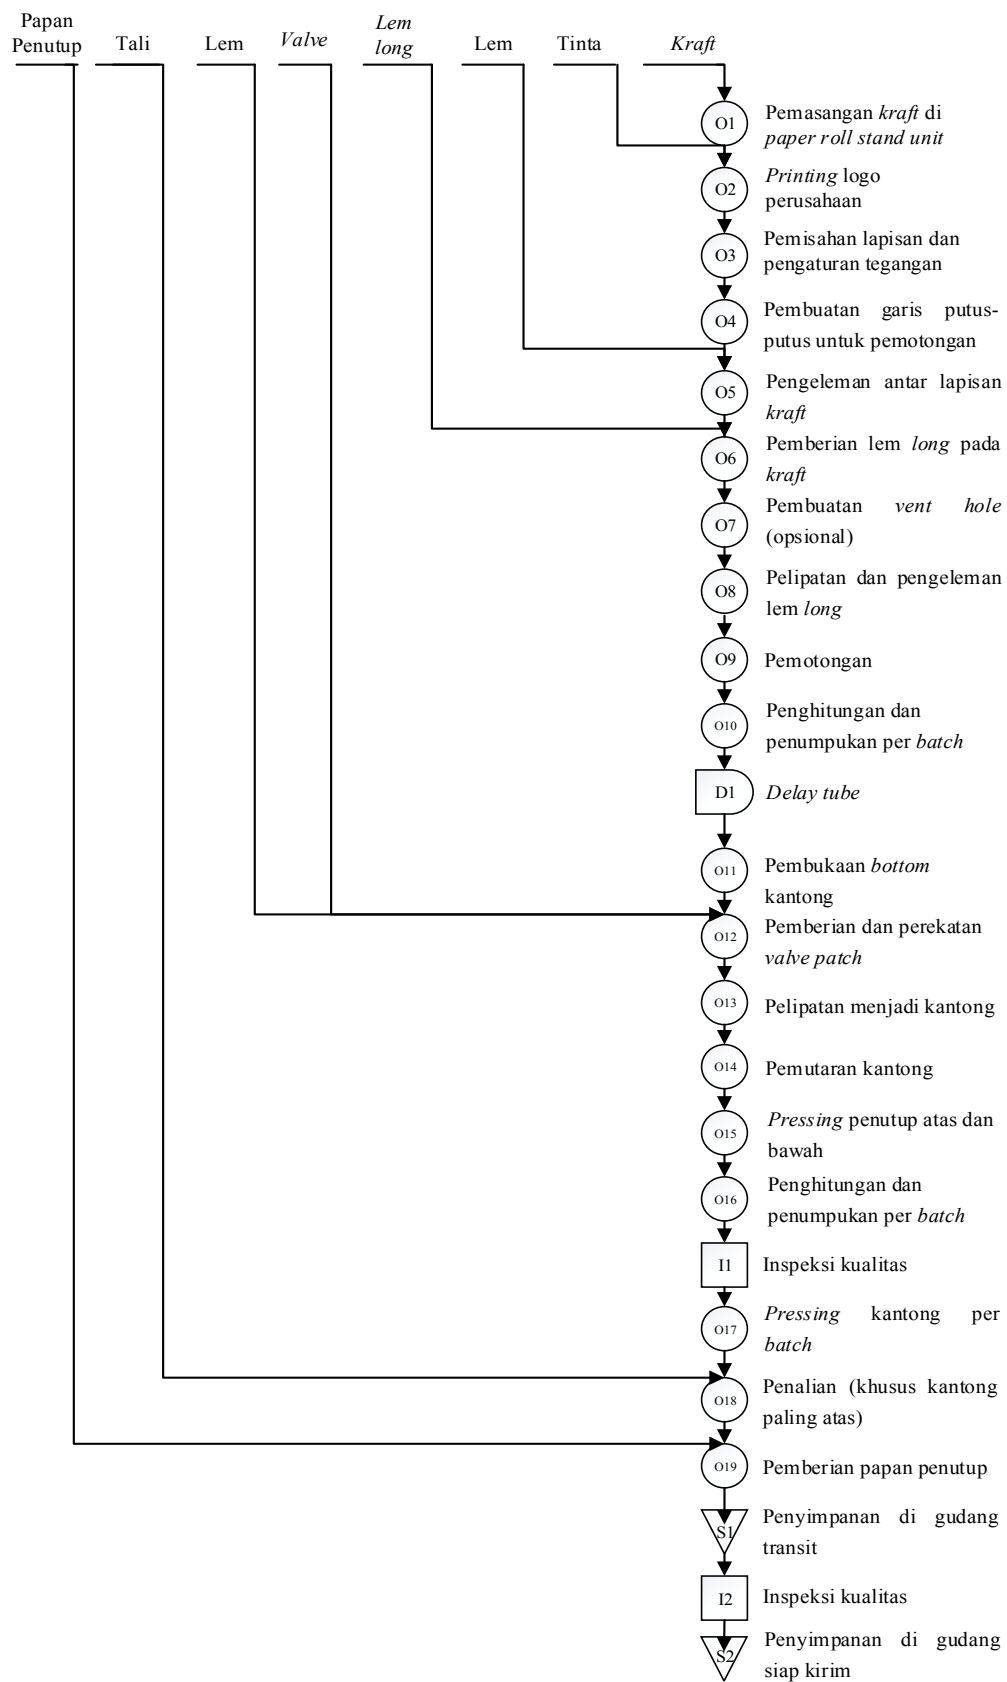 Papan
Penutup
Tali
Lem
Valve
Lem
long
Lem
Tinta
Kraft
O1
Pemasangan kraft di
paper roll stand unit
O2
Printing logo
perusahaan
O3
Pemisahan lapisan dan
pengaturan tegangan
O4
Pembuatan garis putus-
putus untuk pemotongan
O5
Pengeleman antar lapisan
kraft
O6
Pemberian lem long pada
kraft
O7
Pembuatan vent hole
(opsional)
O8
Pelipatan dan pengeleman
lem long
O9
Pemotongan
O10
Penghitungan dan
penumpukan per batch
D1
Delay tube
O11
Pembukaan bottom
kantong
O12
Pemberian dan perekatan
valve patch
O13
Pelipatan menjadi kantong
O14
Pemutaran kantong
O15
Pressing penutup atas dan
bawah
O16
Penghitungan dan
penumpukan per batch
I1
Inspeksi kualitas
O17
Pressing kantong per
batch
O18
Penalian (khusus kantong
paling atas)
O19
Pemberian papan penutup
S1
Penyimpanan di gudang
transit
I2
Inspeksi kualitas
S2
Penyimpanan di gudang
siap kirim